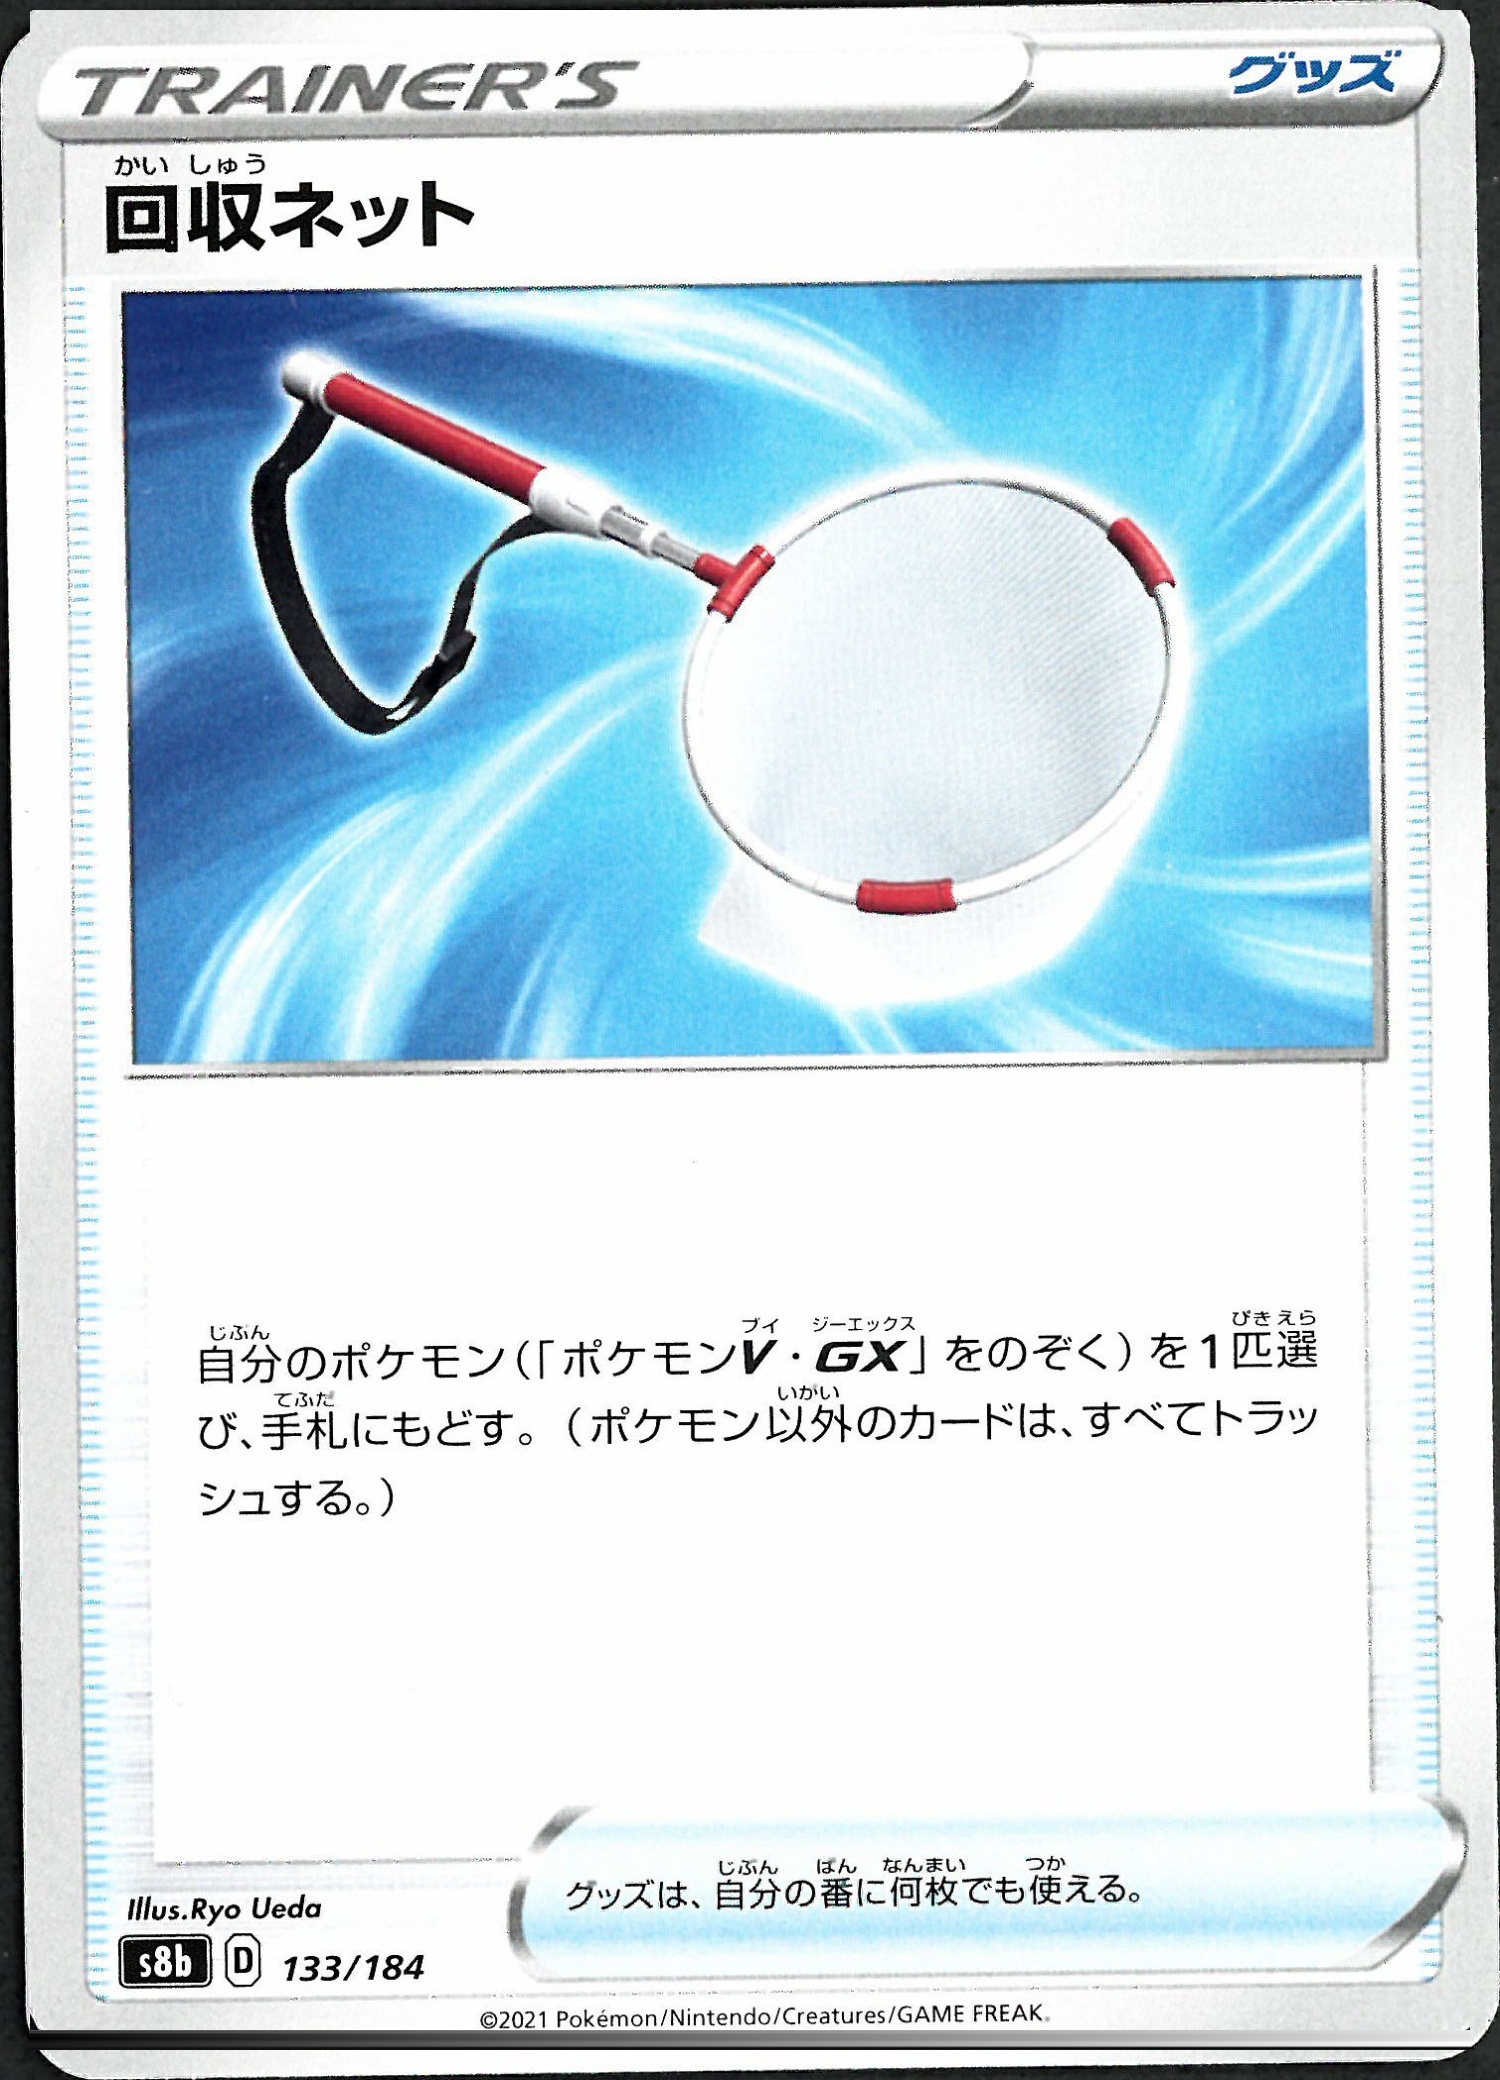 TRAINER'S
グッズ
かいしゅう
回収ネット
じぶん ブイ ジーエックス ぴきえら
自分のポケモン(「ポケモンV・GX」をのぞく)を1匹選
てふだ いがい
び、手札にもどす。(ポケモン以外のカードは、すべてトラッ
シュする。)
じぶん ばん なんまい つか
グッズは、自分の番に何枚でも使える。
Illus.Ryo Ueda
s8b D 133/184
©2021 Pokémon/Nintendo/Creatures/GAME FREAK.